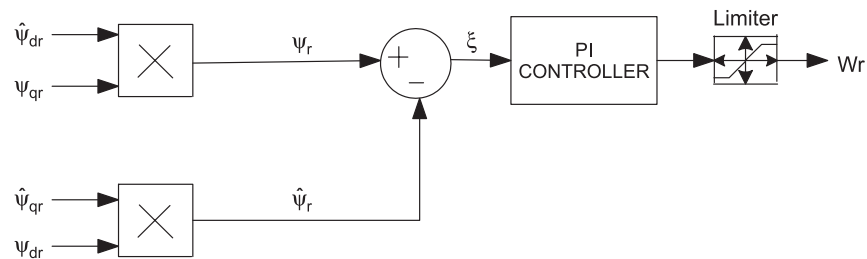 ψ̂dr
ψqr
ψr
+
−
ξ
PI
CONTROLLER
Limiter
Wr
ψ̂qr
ψdr
ψ̂r